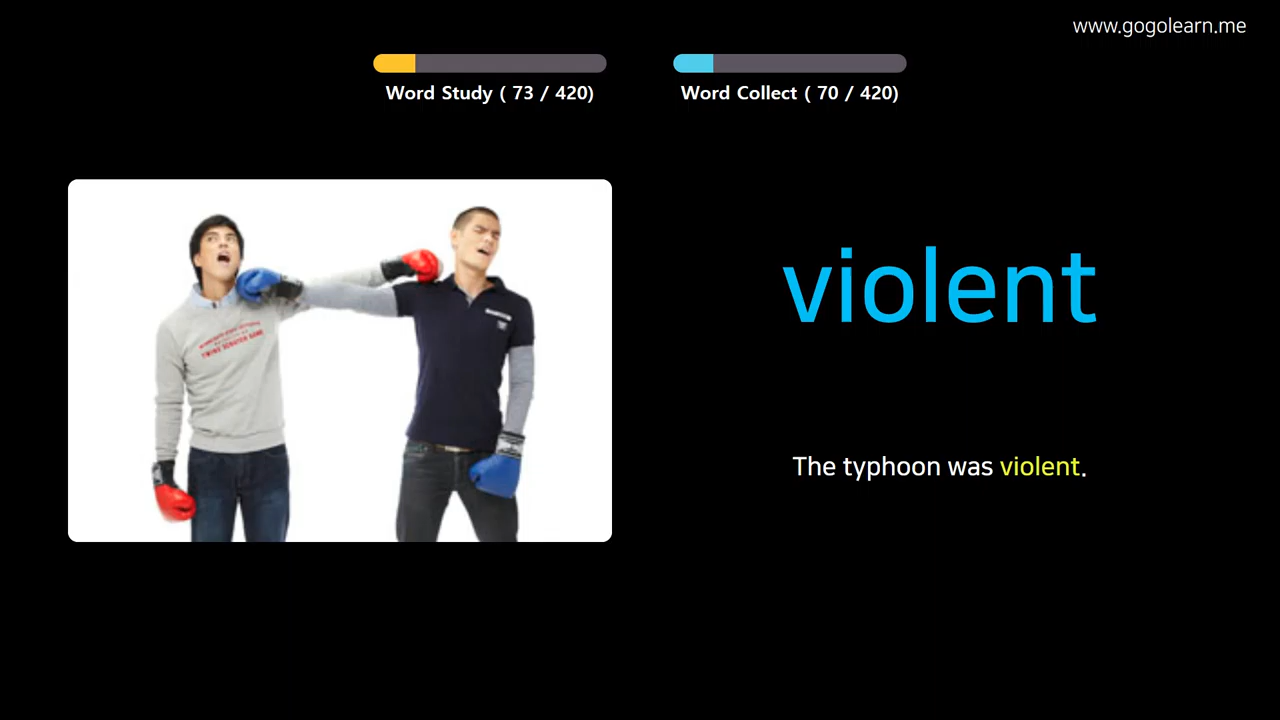 www.gogolearn.me
Word Study ( 73 / 420)
Word Collect ( 70 / 420)
violent
The typhoon was violent.